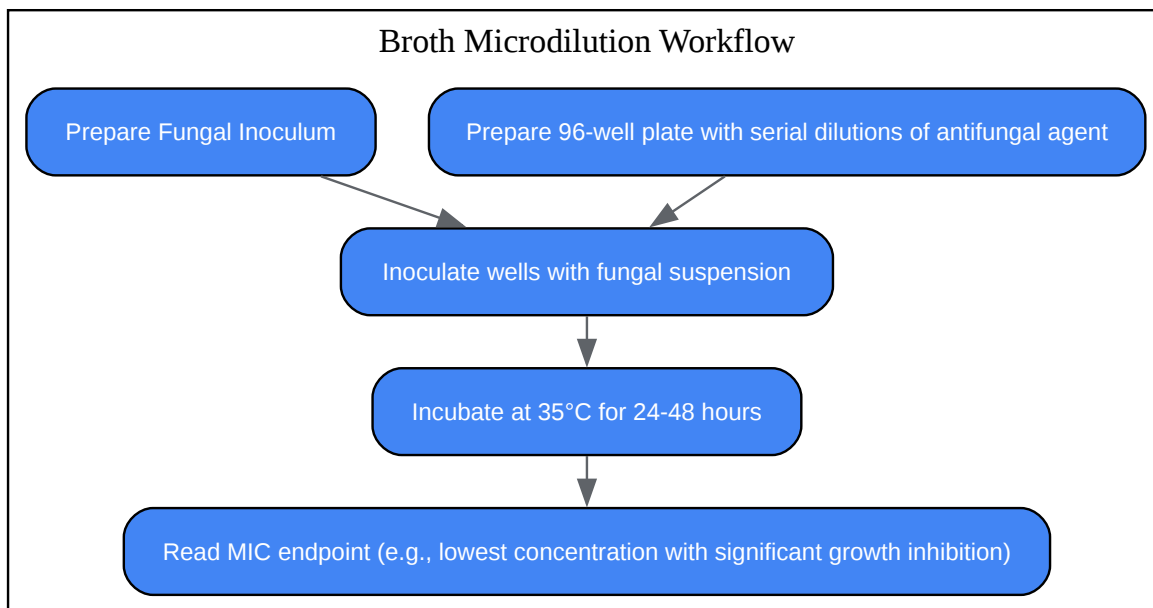 Broth Microdilution Workflow
Prepare Fungal Inoculum
Prepare 96-well plate with serial dilutions of antifungal agent
Inoculate wells with fungal suspension
Incubate at 35°C for 24-48 hours
Read MIC endpoint (e.g., lowest concentration with significant growth inhibition)